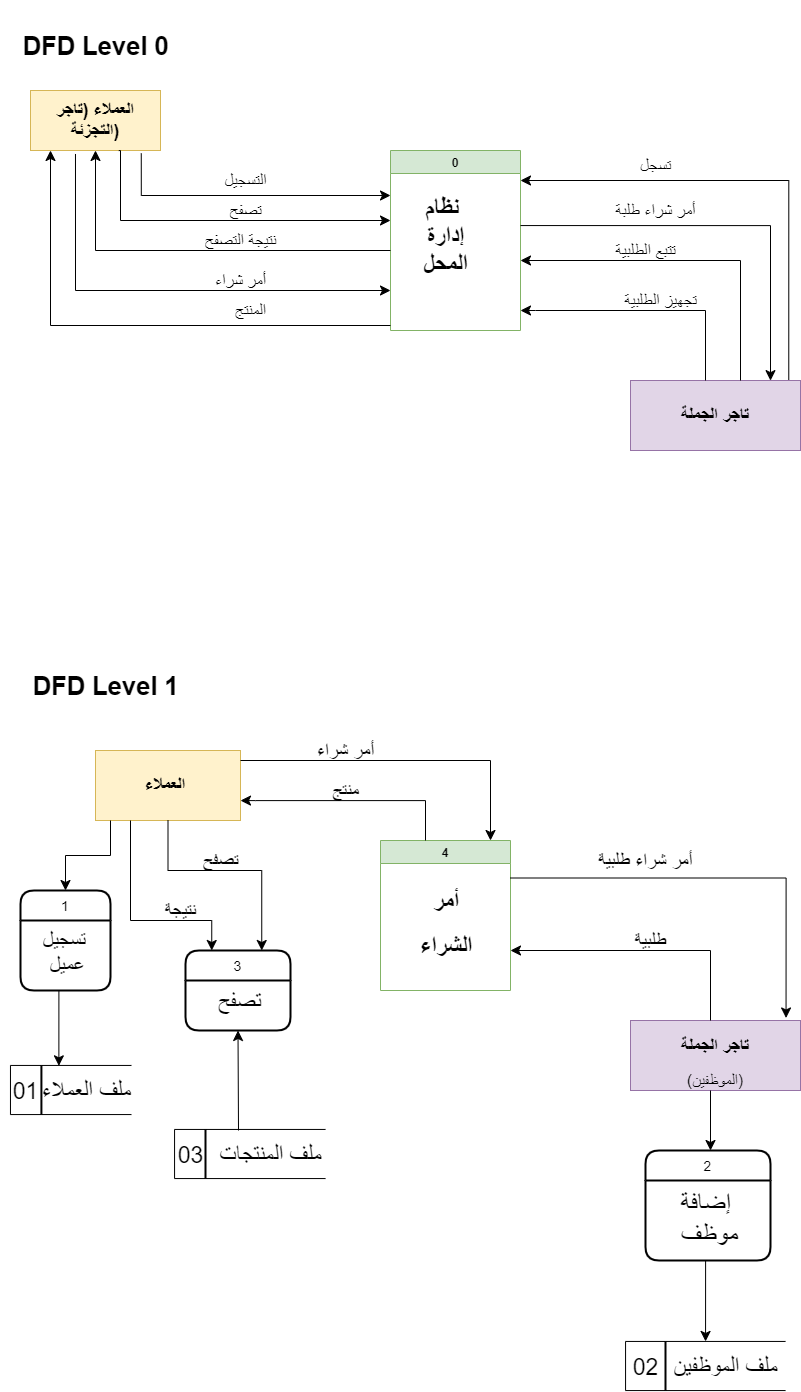 DFD Level 0
العملاء (تاجر
التجزئة)
0
نظام
إدارة
المحل
التسجيل
تصفح
نتيجة التصفح
أمر شراء
المنتج
تسجل
أمر شراء طلبة
تتبع الطلبية
تجهيز الطلبية
تاجر الجملة
DFD Level 1
العملاء
أمر شراء
منتج
4
أمر
الشراء
أمر شراء طلبية
طلبية
تصفح
نتيجة
1
تسجيل
عميل
3
تصفح
تاجر الجملة
(الموظفين)
01
ملف العملاء
03
ملف المنتجات
2
إضافة
موظف
02
ملف الموظفين